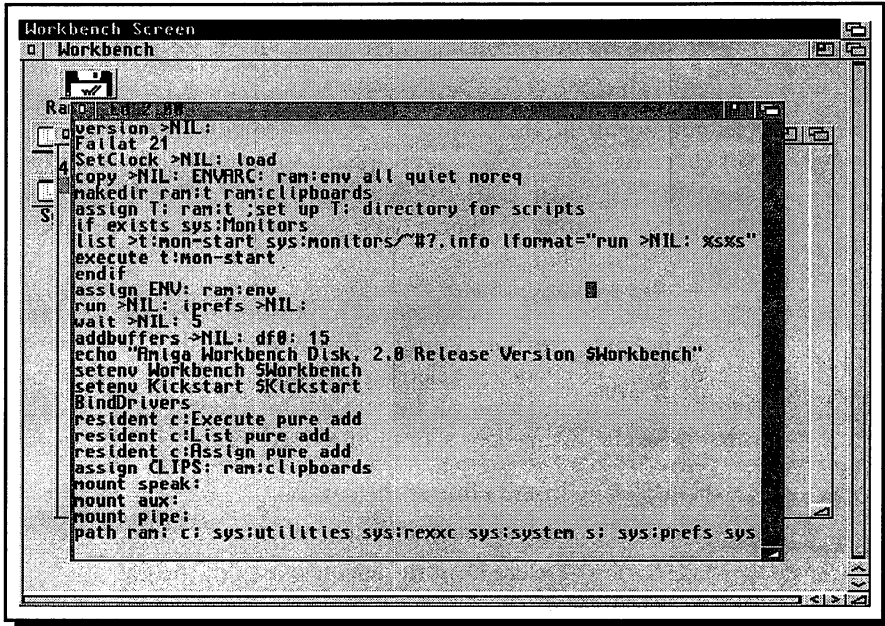 Workbench Screen
Workbench
Ra
version >NIL:
Failat 21
SetClock >NIL: load
copy >NIL: ENVARC: ram:env all quiet noreq
makedir ram:t ram:clipboards
assign T: ram:t ;set up T: directory for scripts
if exists sys:Monitors
list >t:mon-start sys:monitors/~#?.info lformat="run >NIL: %s%s"
execute t:mon-start
endif
assign ENV: ram:env
run >NIL: iprefs >NIL:
wait >NIL: 5
addbuffers >NIL: df0: 15
echo "Amiga Workbench Disk. 2.0 Release Version $Workbench"
setenv Workbench $Workbench
setenv Kickstart $Kickstart
BindDrivers
resident c:Execute pure add
resident c:List pure add
resident c:Assign pure add
assign CLIPS: ram:clipboards
mount speak:
mount aux:
mount pipe:
path ram: c: sys:utilities sys:rexxc sys:system s: sys:prefs sys